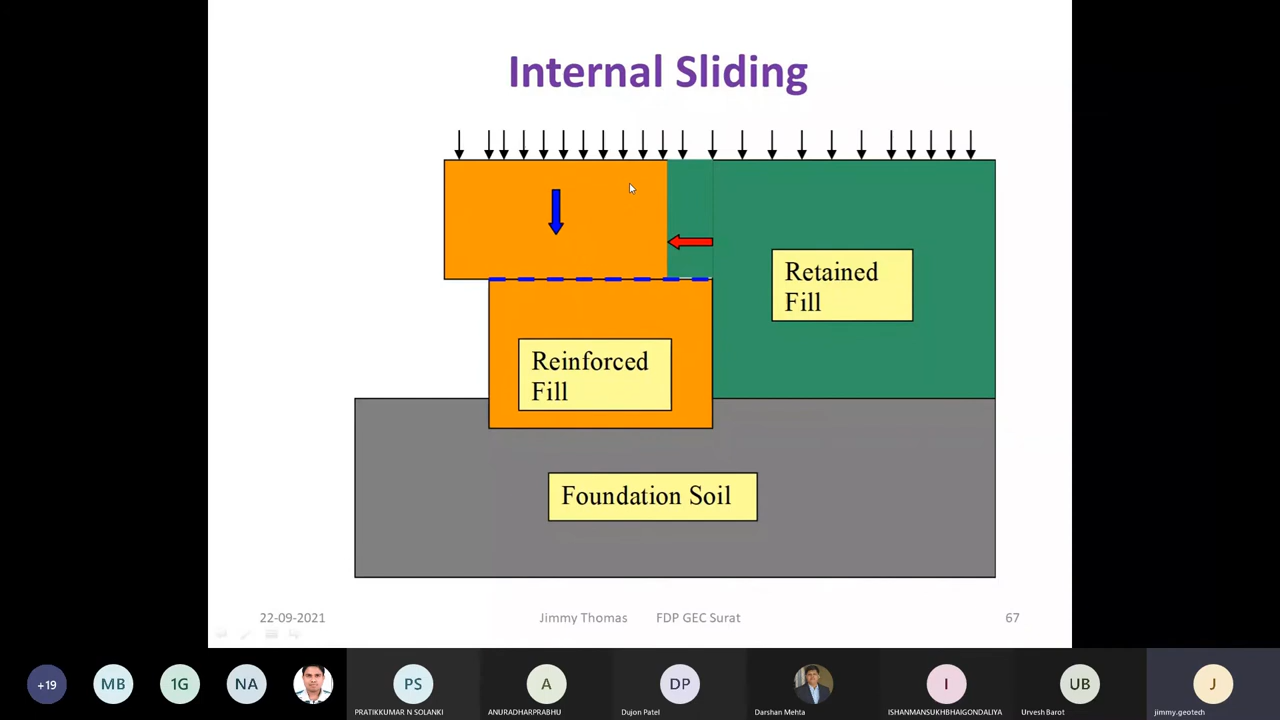 Internal Sliding
Retained
Fill
Reinforced
Fill
Foundation Soil
22-09-2021
Jimmy Thomas
FDP GEC Surat
67
+19
MB
1G
NA
PS
A
DP
I
UB
J
PRATIKKUMAR N SOLANKI
ANURADHARPRABHU
Dujon Patel
Darshan Mehta
ISHANMANSUKHBHAIGONDALIYA
Urvesh Barot
jimmy.geotech